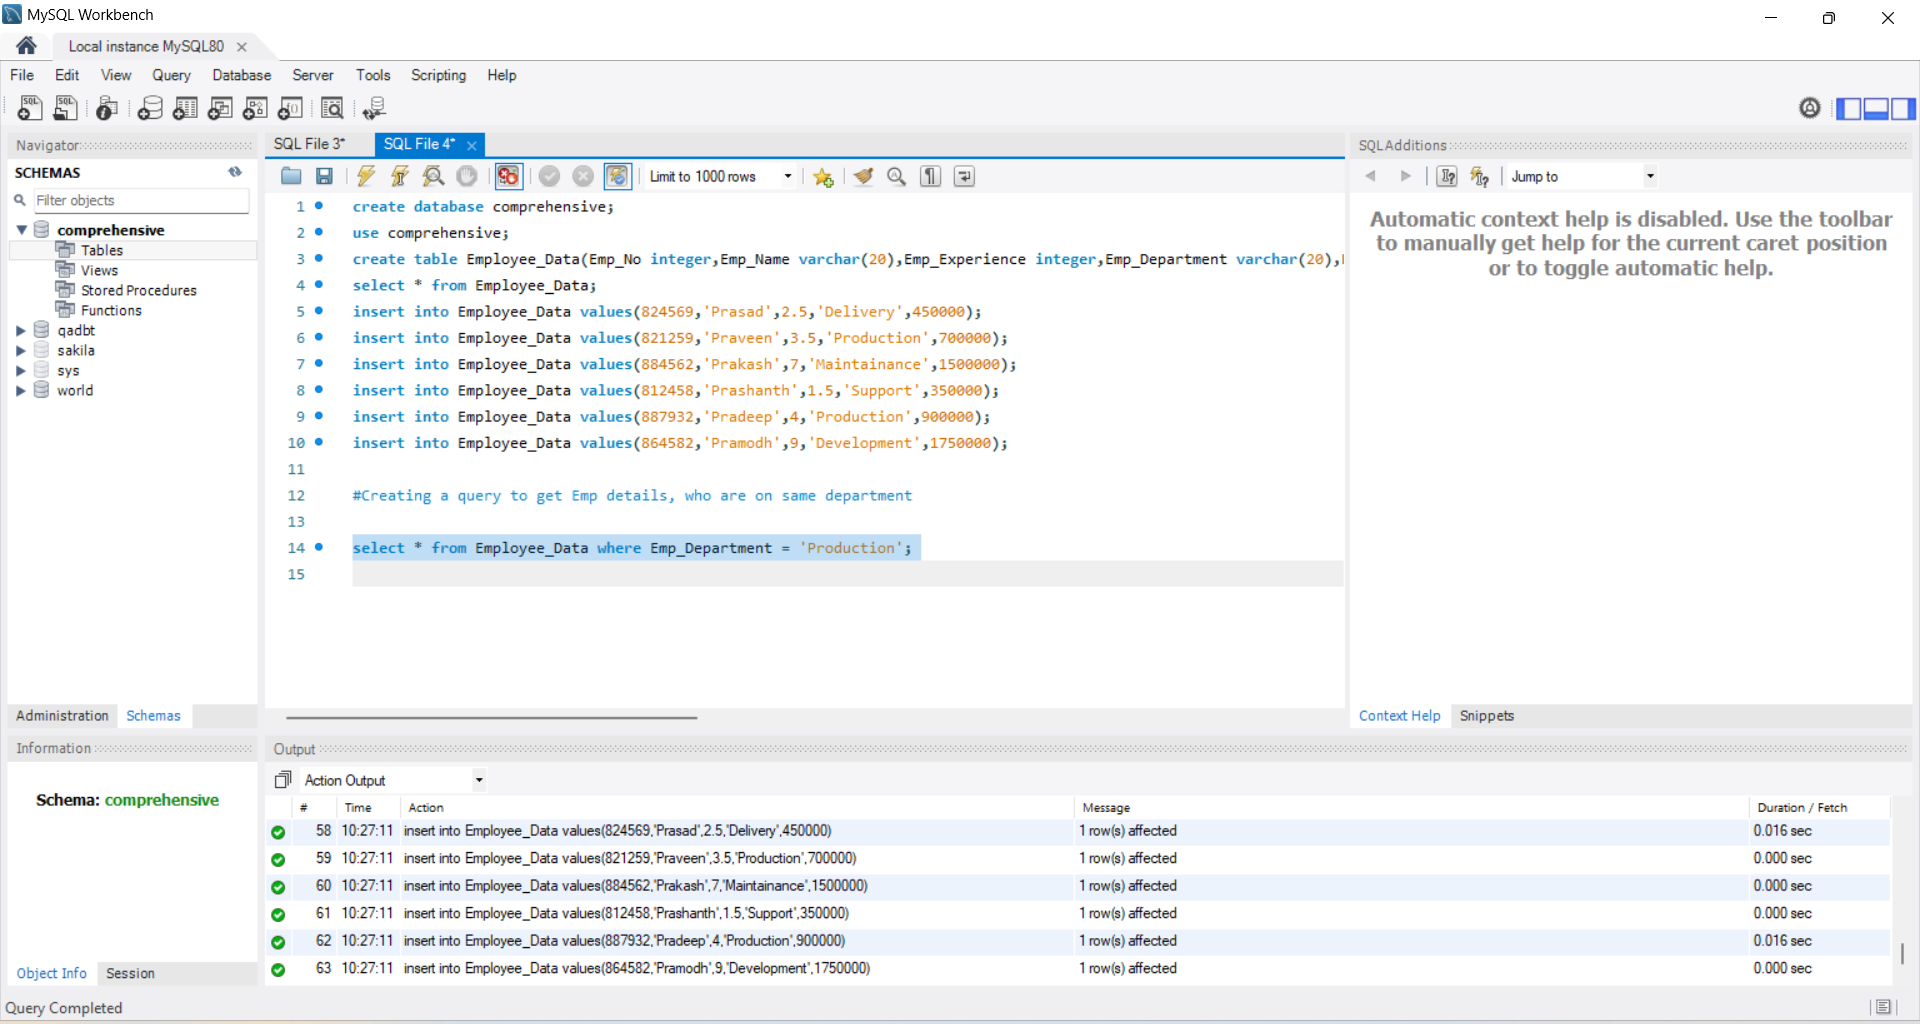 MySQL Workbench
Local instance MySQL80
File Edit View Query Database Server Tools Scripting Help
Navigator
SCHEMAS
Filter objects
comprehensive
Tables
Views
Stored Procedures
Functions
qadbt
sakila
sys
world
Administration Schemas
Information
Schema: comprehensive
Object Info Session
SQL File 3* SQL File 4*
Limit to 1000 rows
1 create database comprehensive;
2 use comprehensive;
3 create table Employee_Data(Emp_No integer,Emp_Name varchar(20),Emp_Experience integer,Emp_Department varchar(20),
4 select * from Employee_Data;
5 insert into Employee_Data values(824569,'Prasad',2.5,'Delivery',450000);
6 insert into Employee_Data values(821259,'Praveen',3.5,'Production',700000);
7 insert into Employee_Data values(884562,'Prakash',7,'Maintainance',1500000);
8 insert into Employee_Data values(812458,'Prashanth',1.5,'Support',350000);
9 insert into Employee_Data values(887932,'Pradeep',4,'Production',900000);
10 insert into Employee_Data values(864582,'Pramodh',9,'Development',1750000);
11
12 #Creating a query to get Emp details, who are on same department
13
14 select * from Employee_Data where Emp_Department = 'Production';
15
SQLAdditions
Jump to
Automatic context help is disabled. Use the toolbar
to manually get help for the current caret position
or to toggle automatic help.
Context Help Snippets
Output
Action Output
# Time Action Message Duration / Fetch
58 10:27:11 insert into Employee_Data values(824569,'Prasad',2.5,'Delivery',450000) 1 row(s) affected 0.016 sec
59 10:27:11 insert into Employee_Data values(821259,'Praveen',3.5,'Production',700000) 1 row(s) affected 0.000 sec
60 10:27:11 insert into Employee_Data values(884562,'Prakash',7,'Maintainance',1500000) 1 row(s) affected 0.000 sec
61 10:27:11 insert into Employee_Data values(812458,'Prashanth',1.5,'Support',350000) 1 row(s) affected 0.000 sec
62 10:27:11 insert into Employee_Data values(887932,'Pradeep',4,'Production',900000) 1 row(s) affected 0.016 sec
63 10:27:11 insert into Employee_Data values(864582,'Pramodh',9,'Development',1750000) 1 row(s) affected 0.000 sec
Query Completed